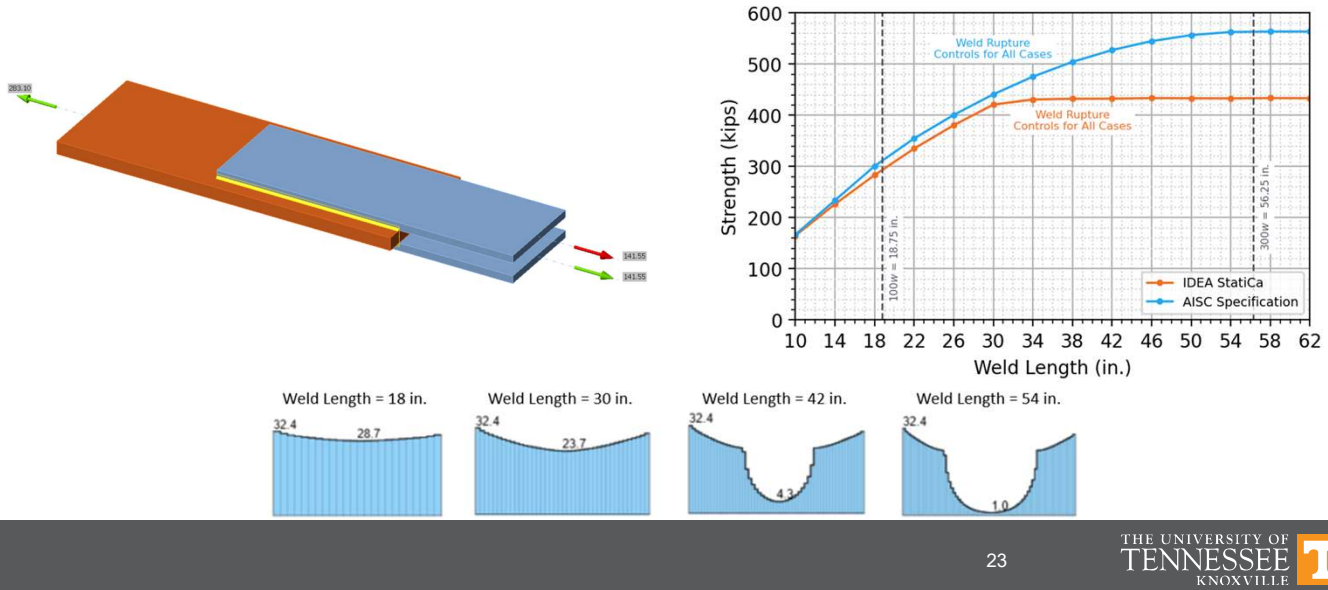 283.10
141.55
141.55
600
500
400
300
200
100
0
Strength (kips)
Weld Rupture
Controls for All Cases
Weld Rupture
Controls for All Cases
100w = 18.75 in.
300w = 56.25 in.
IDEA StatiCa
AISC Specification
10 14 18 22 26 30 34 38 42 46 50 54 58 62
Weld Length (in.)
Weld Length = 18 in.
32.4
28.7
Weld Length = 30 in.
32.4
23.7
Weld Length = 42 in.
32.4
4.3
Weld Length = 54 in.
32.4
1.0
23
THE UNIVERSITY OF
TENNESSEE
KNOXVILLE
T